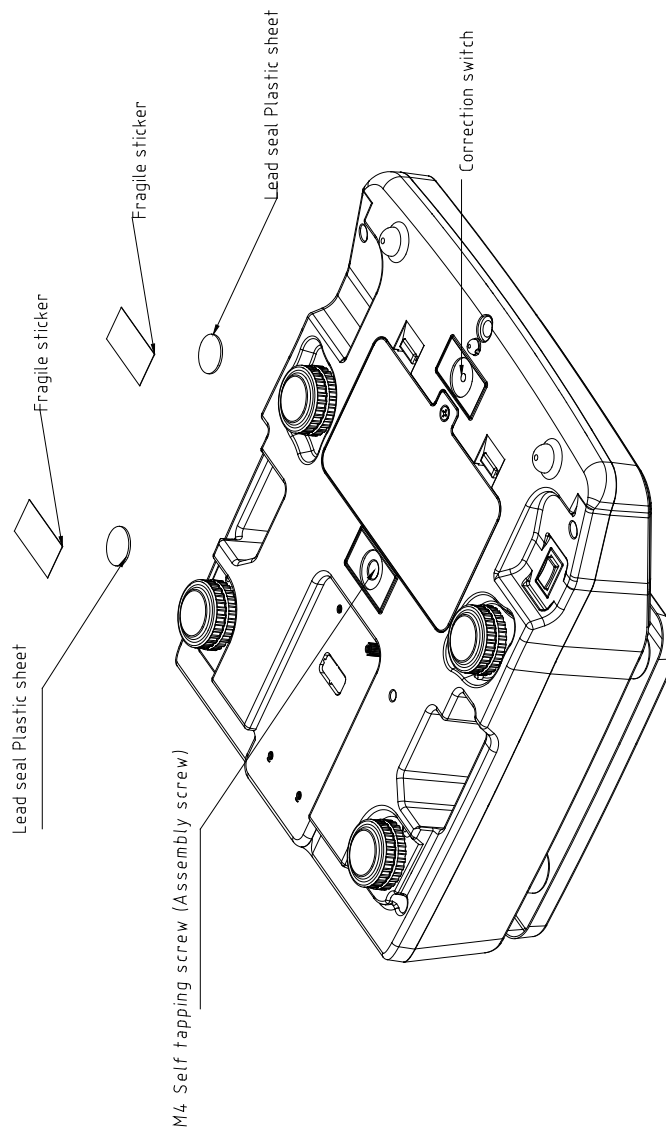 Lead seal Plastic sheet
Fragile sticker
Fragile sticker
Lead seal Plastic sheet
Correction switch
M4 Self tapping screw (Assembly screw)